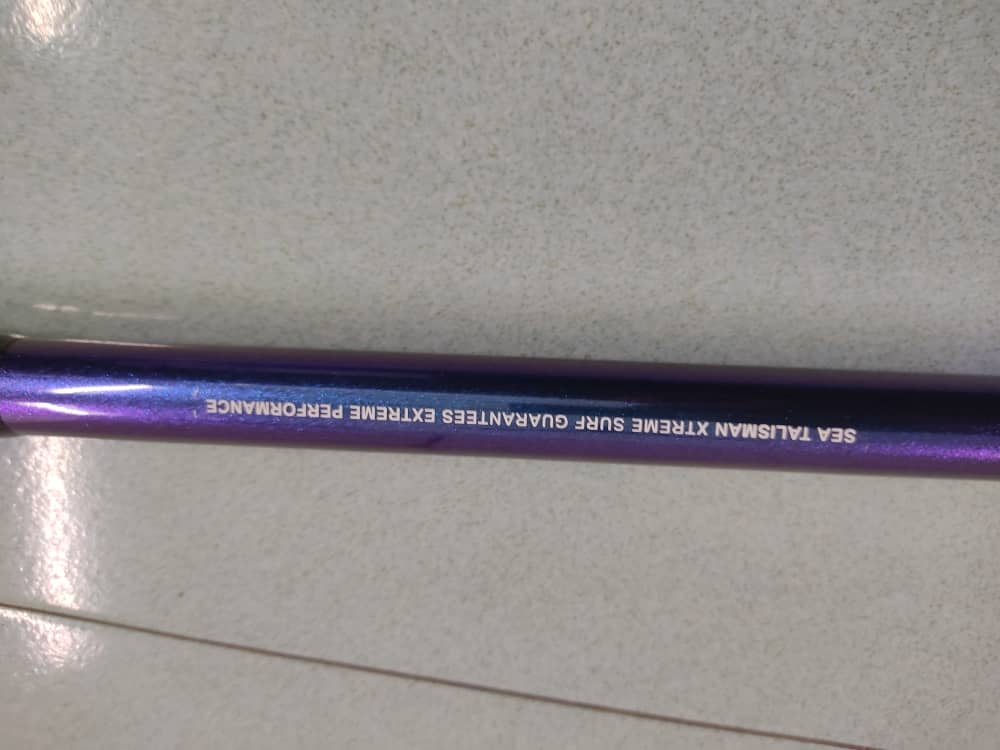 SEA TALISMAN XTREME SURF GUARANTEES EXTREME PERFORMANCE